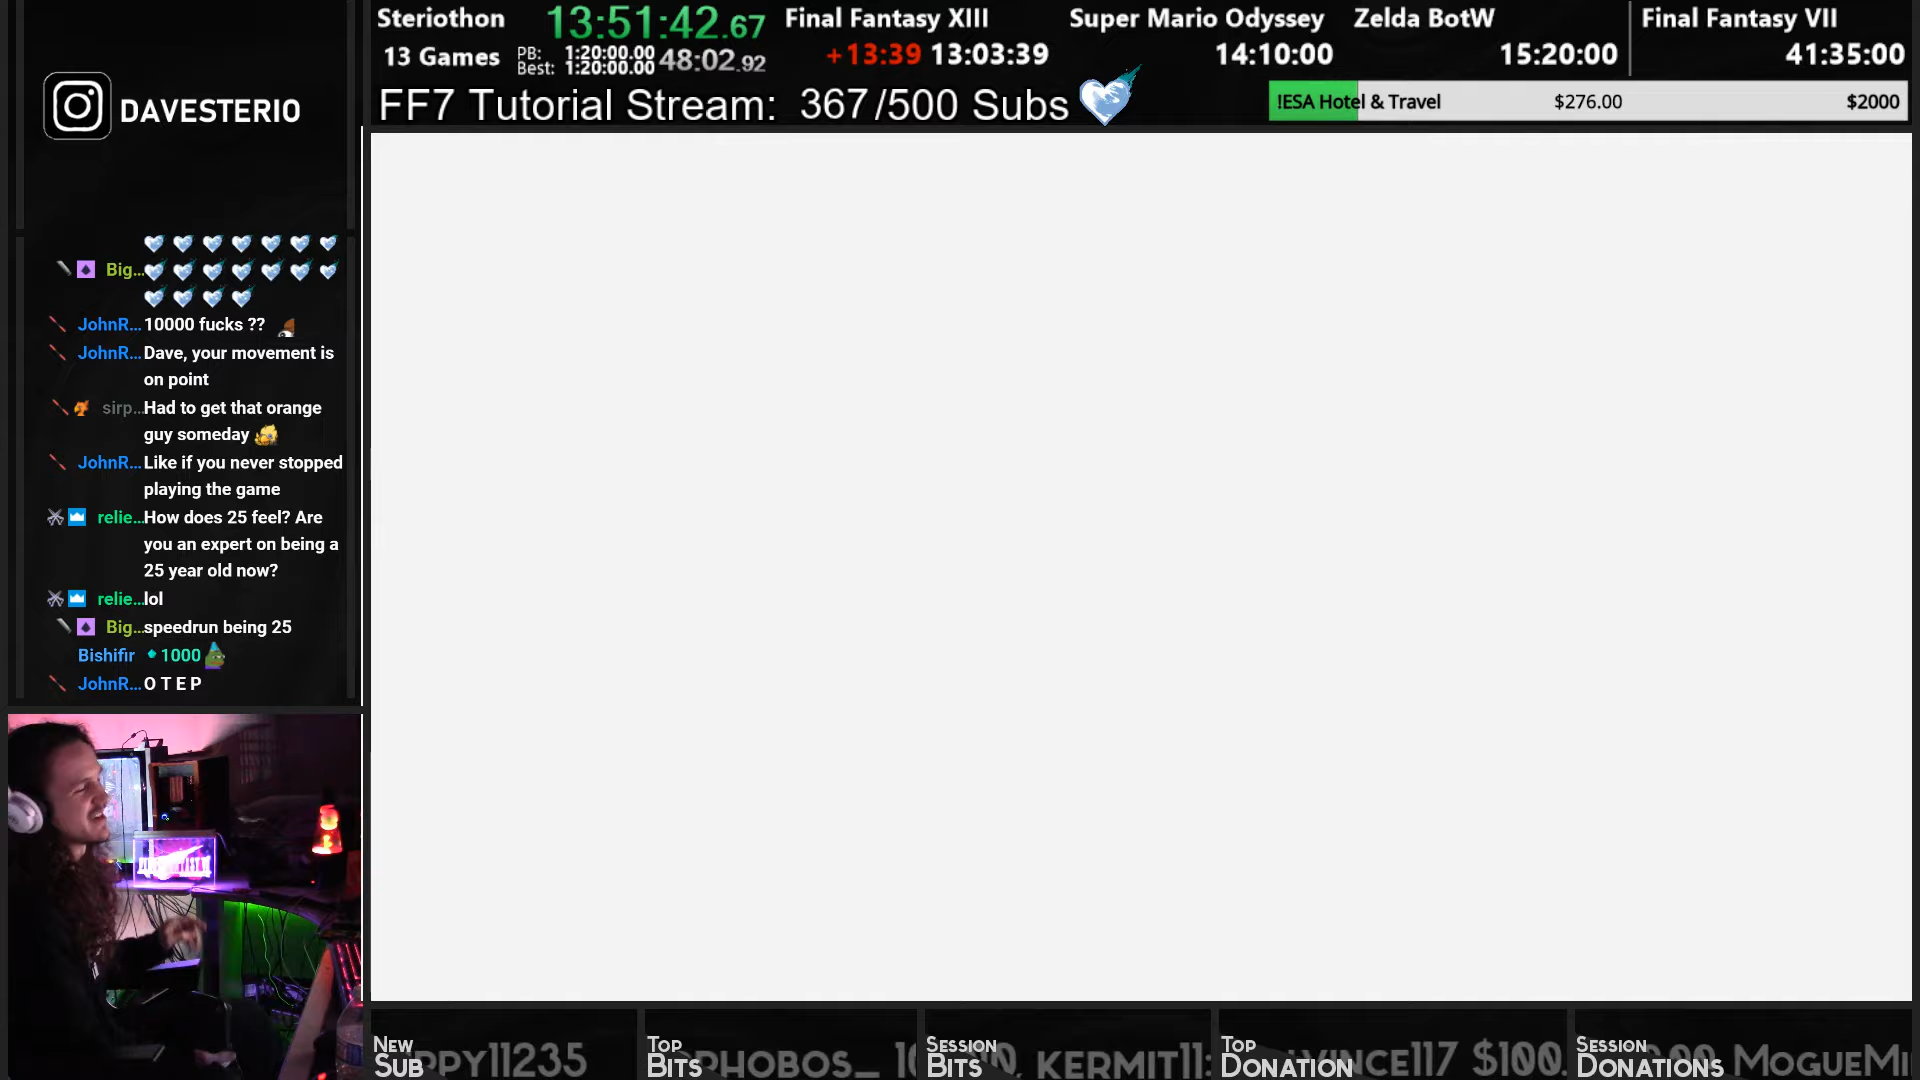 DAVESTERIO
Steriothon
13:51:42.67
13 Games
PB: 1:20:00.00
Best: 1:20:00.00
48:02.92
Final Fantasy XIII
+13:39 13:03:39
Super Mario Odyssey
14:10:00
Zelda BotW
15:20:00
Final Fantasy VII
41:35:00
FF7 Tutorial Stream: 367/500 Subs
!ESA Hotel & Travel $276.00 $2000
Big...
JohnR... 10000 fucks ??
JohnR... Dave, your movement is
on point
sirp... Had to get that orange
guy someday
JohnR... Like if you never stopped
playing the game
relie... How does 25 feel? Are
you an expert on being a
25 year old now?
relie... lol
Big... speedrun being 25
Bishifir 1000
JohnR... O T E P
New
Sub
PPY11235
Top
Bits
PHOBOS_
Session
Bits
KERMIT11:
Top
Donation
VINCE117 $100.
Session
Donations